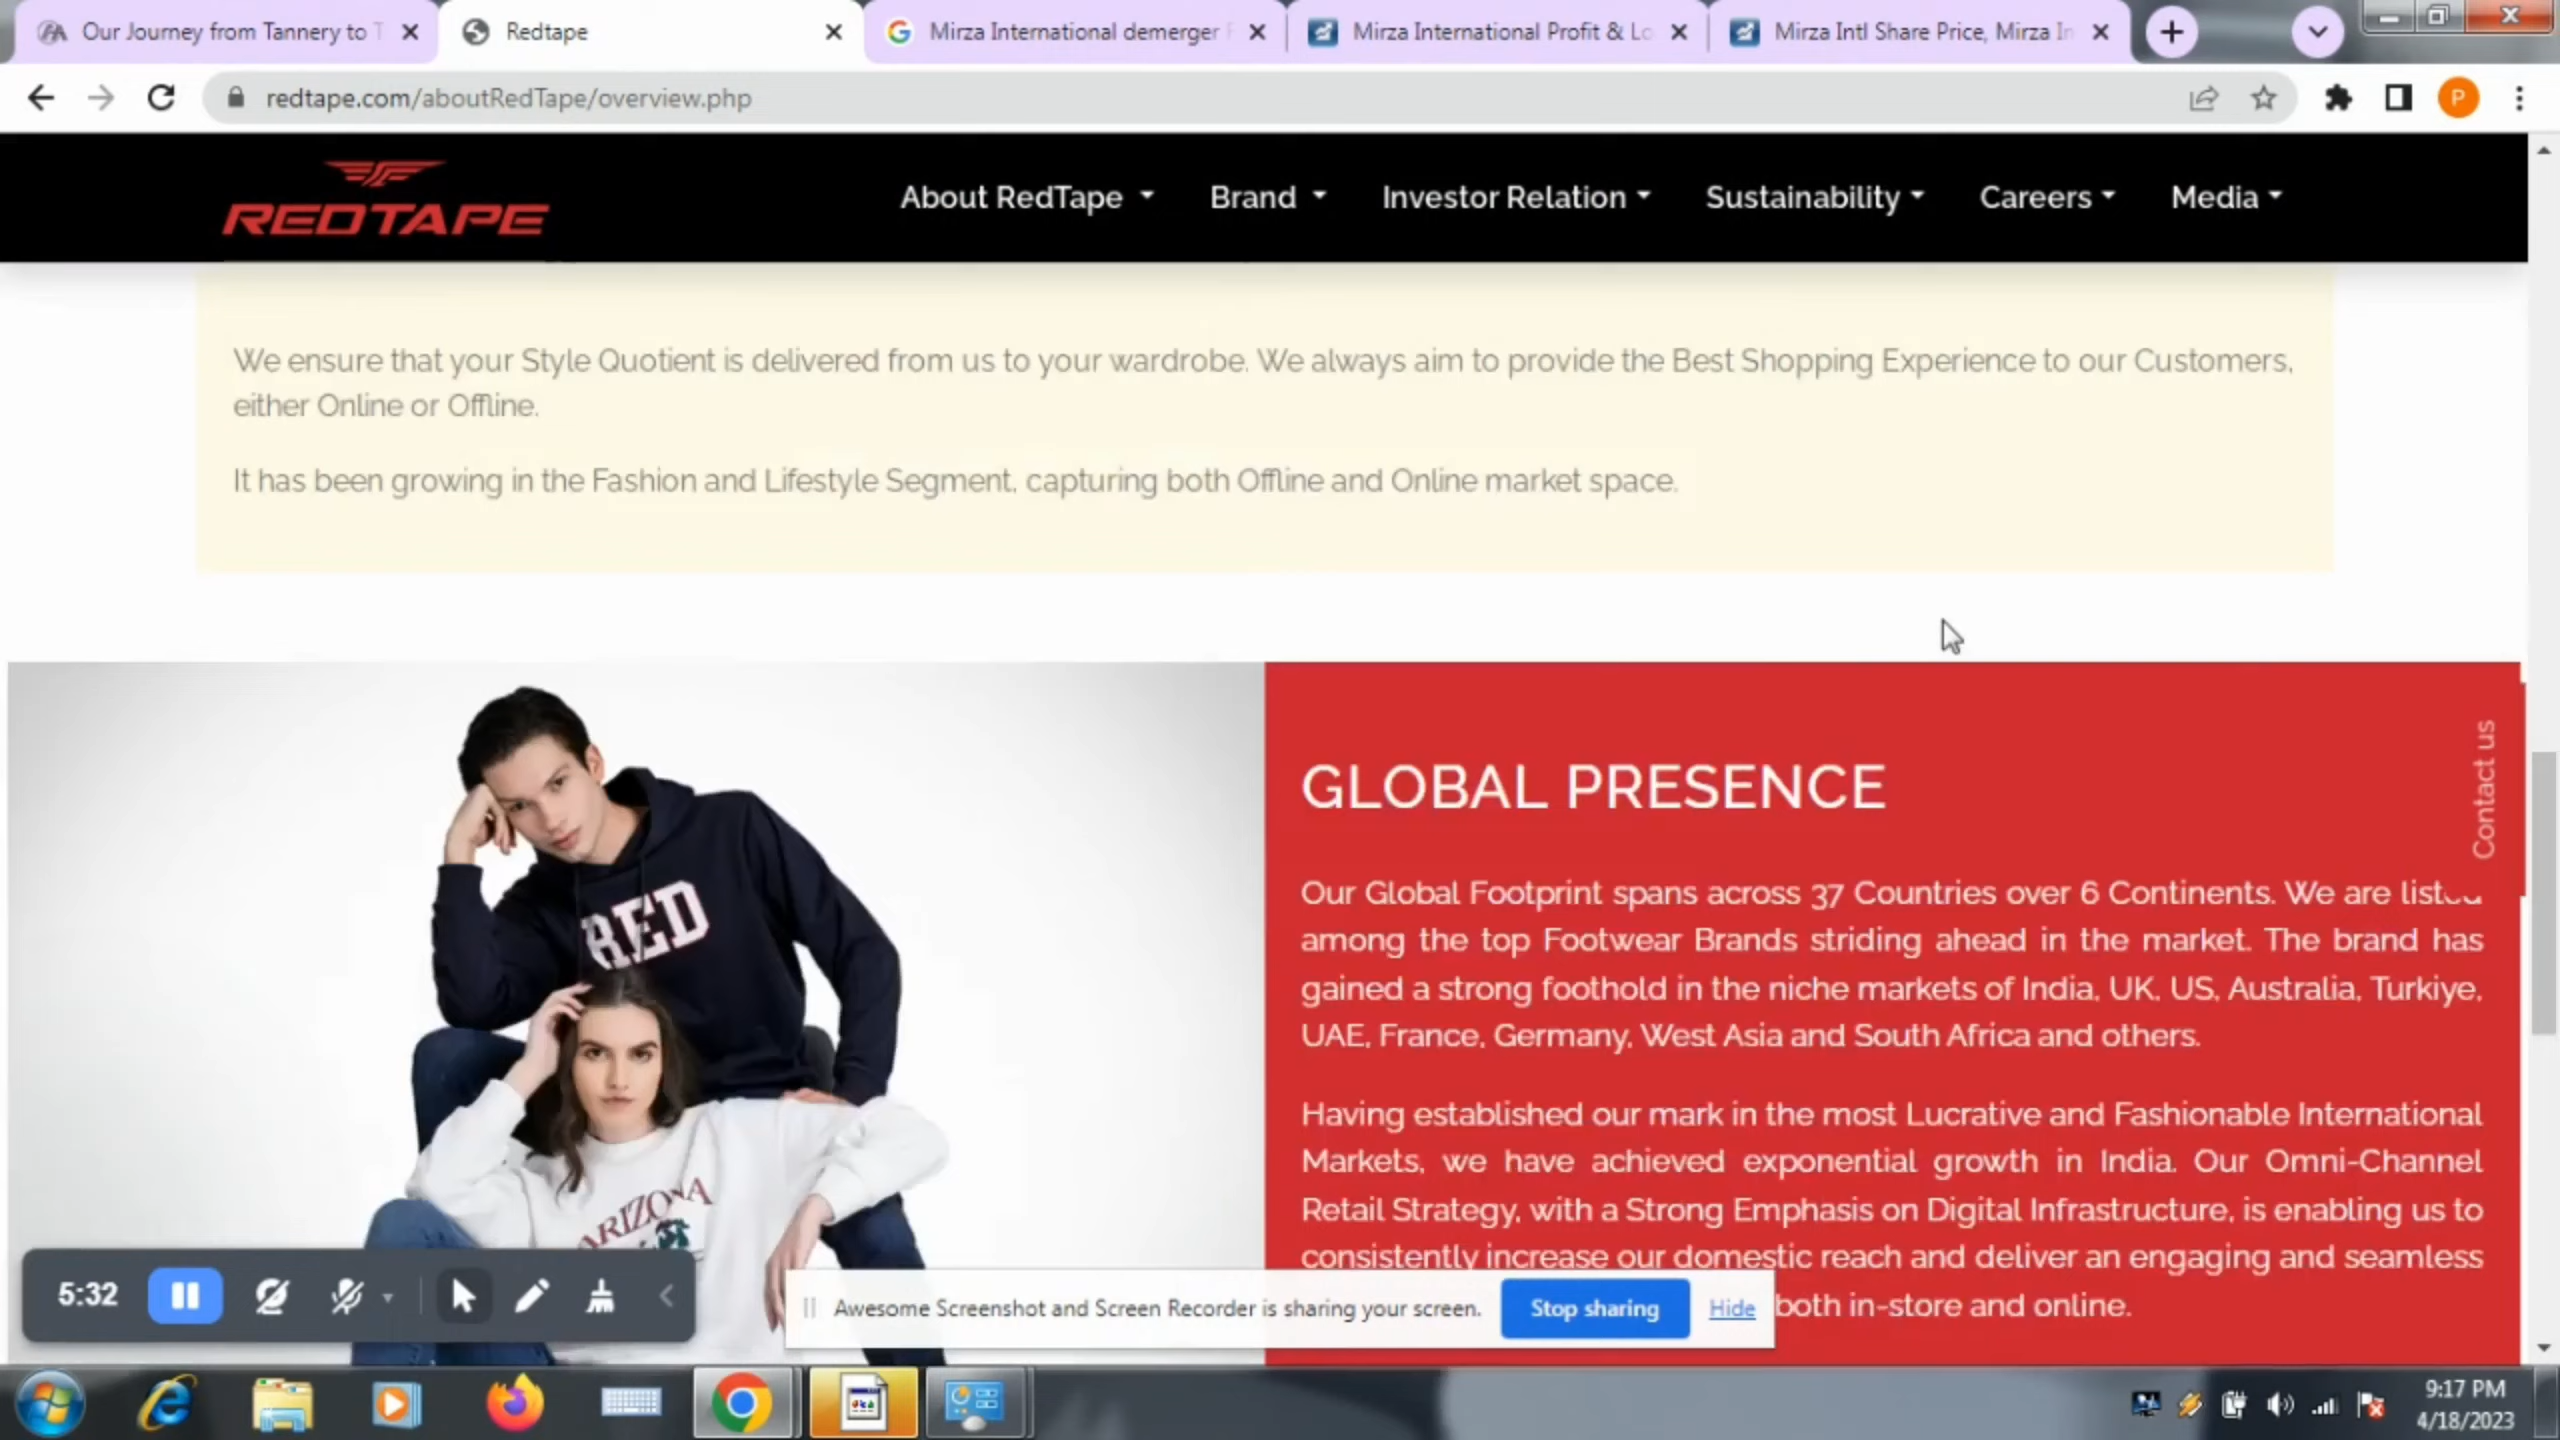 Our Journey from Tannery to T
Redtape
Mirza International demerger
Mirza International Profit & Lo
Mirza Intl Share Price, Mirza In
redtape.com/aboutRedTape/overview.php
P
REDTAPE
About RedTape
Brand
Investor Relation
Sustainability
Careers
Media
We ensure that your Style Quotient is delivered from us to your wardrobe. We always aim to provide the Best Shopping Experience to our Customers,
either Online or Offline.
It has been growing in the Fashion and Lifestyle Segment, capturing both Offline and Online market space.
RED
ARIZONA
GLOBAL PRESENCE
Contact us
Our Global Footprint spans across 37 Countries over 6 Continents. We are listed
among the top Footwear Brands striding ahead in the market. The brand has
gained a strong foothold in the niche markets of India, UK, US, Australia, Turkiye,
UAE, France, Germany, West Asia and South Africa and others.
Having established our mark in the most Lucrative and Fashionable International
Markets, we have achieved exponential growth in India. Our Omni-Channel
Retail Strategy, with a Strong Emphasis on Digital Infrastructure, is enabling us to
consistently increase our domestic reach and deliver an engaging and seamless
both in-store and online.
5:32
Awesome Screenshot and Screen Recorder is sharing your screen.
Stop sharing
Hide
9:17 PM
4/18/2023